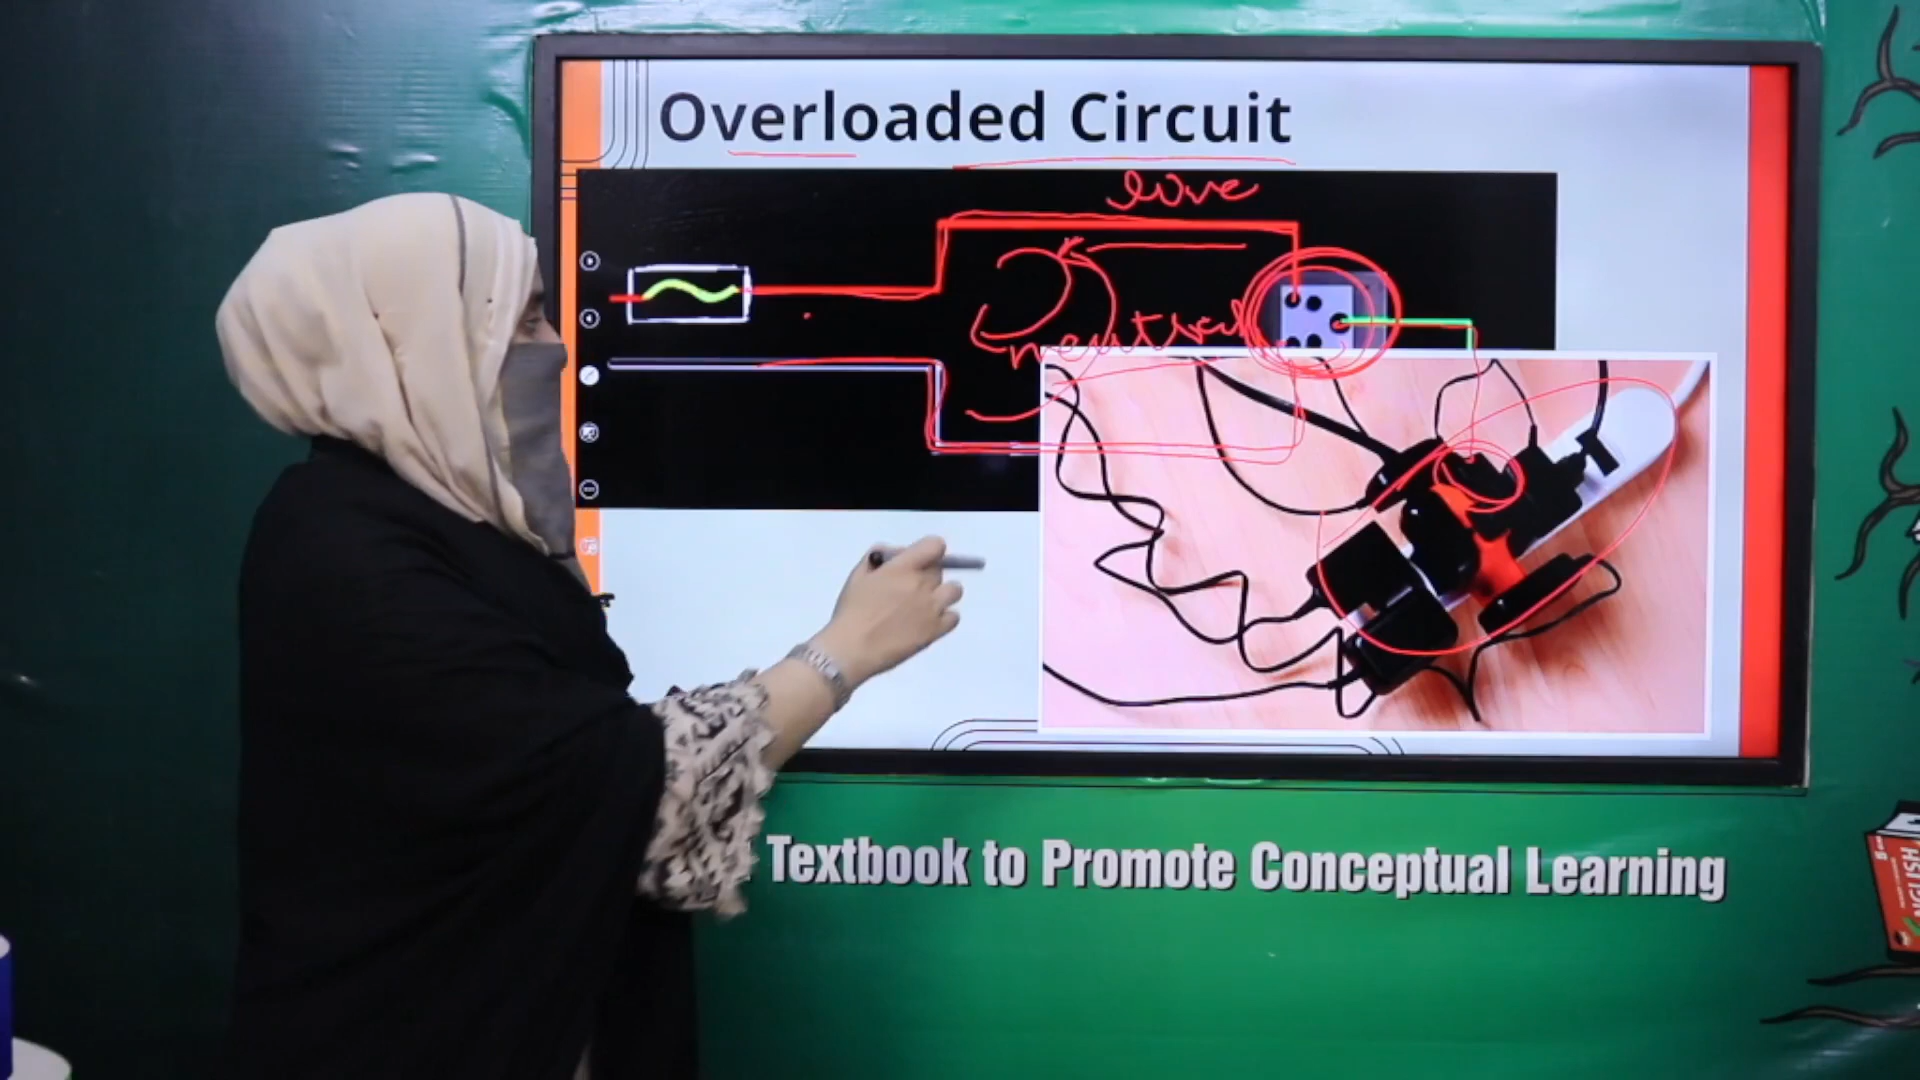 Overloaded Circuit
live
neutral
Textbook to Promote Conceptual Learning